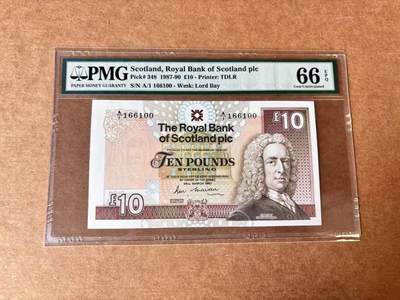 PMG
PAPER MONEY GUARANTY
Scotland, Royal Bank of Scotland plc
Pick# 348 1987-90 £10 - Printer: TDLR
S/N A/1 166100 - Wmk: Lord Ilay
66 EPQ
Gem Uncirculated
A/1 166100
A/1 166100
£10
The Royal Bank
of Scotland plc
TEN POUNDS
STERLING
£10